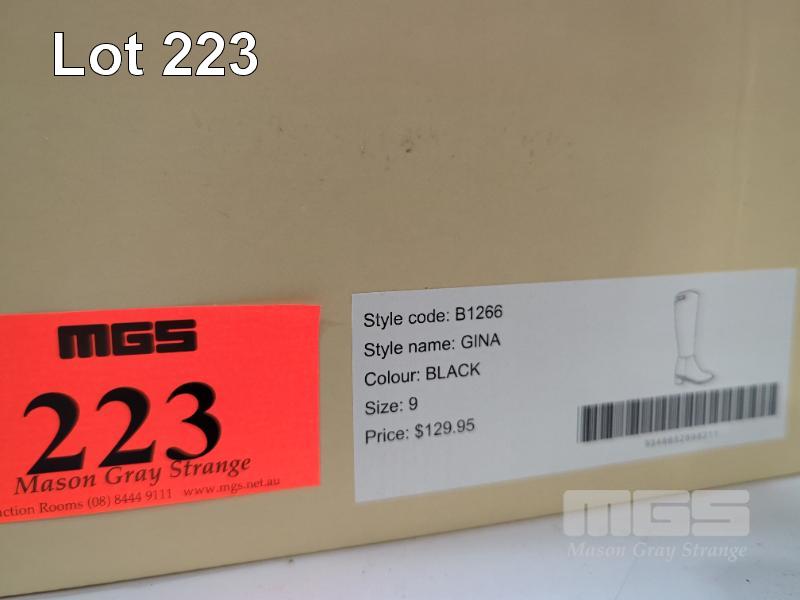 Lot 223
MGS
223
Mason Gray Strange
ction Rooms (08) 8444 9111 www.mgs.net.au
Style code: B1266
Style name: GINA
Colour: BLACK
Size: 9
Price: $129.95
MGS
Mason Gray Strange